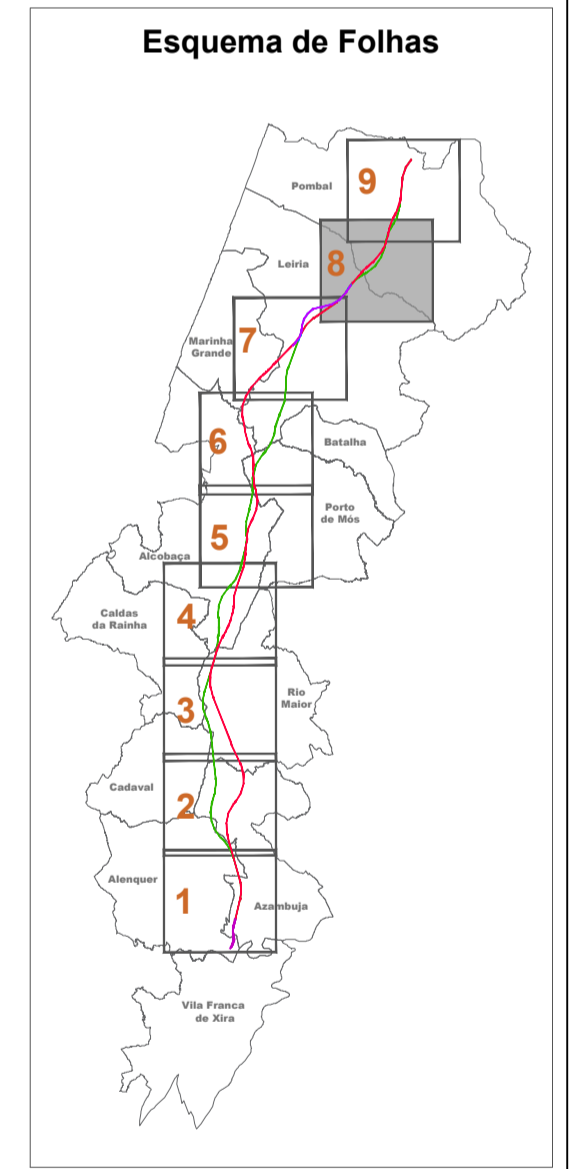 Esquema de Folhas
Pombal
9
Leiria
8
Marinha
Grande
7
6
Batalha
Porto
de Mós
5
Alcobaça
4
Caldas
da Rainha
Rio
Maior
3
Cadaval
2
Alenquer
1
Azambuja
Vila Franca
de Xira